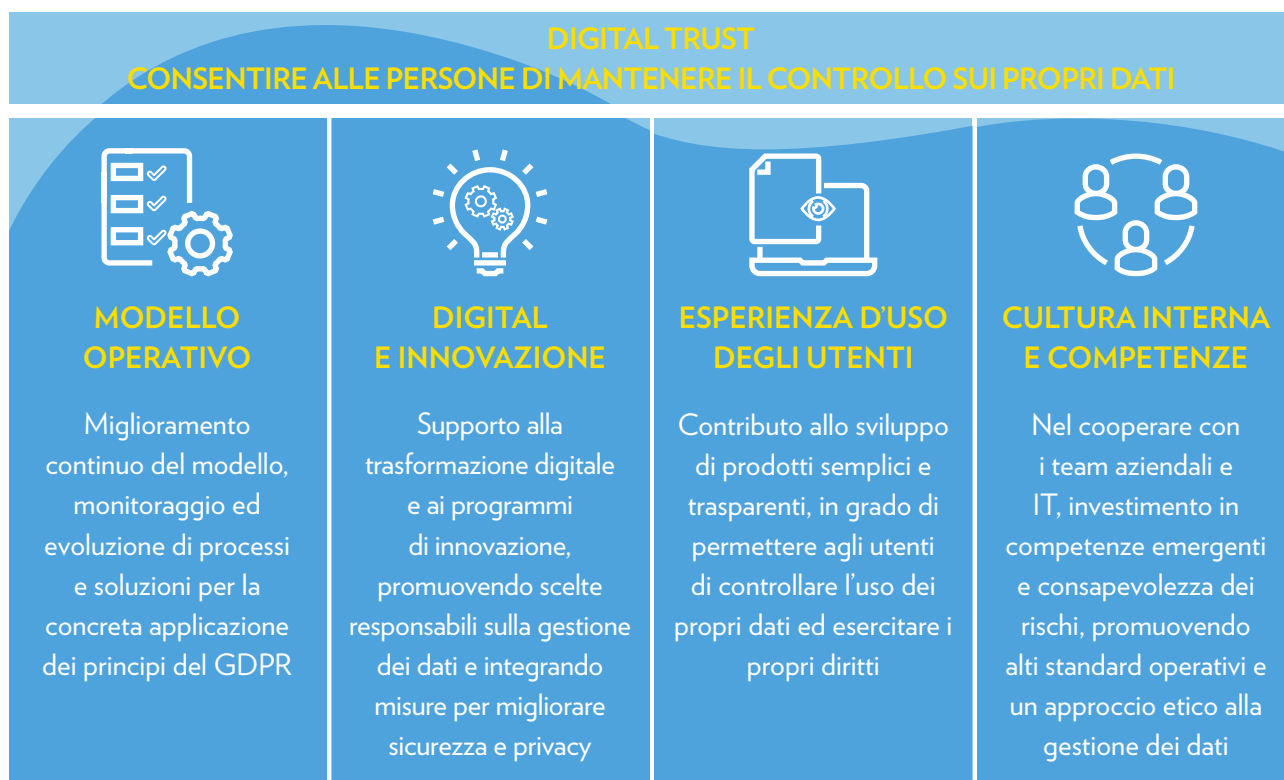 DIGITAL TRUST
CONSENTIRE ALLE PERSONE DI MANTENERE IL CONTROLLO SUI PROPRI DATI
MODELLO
OPERATIVO
Miglioramento
continuo del modello,
monitoraggio ed
evoluzione di processi
e soluzioni per la
concreta applicazione
dei principi del GDPR
DIGITAL
E INNOVAZIONE
Supporto alla
trasformazione digitale
e ai programmi
di innovazione,
promuovendo scelte
responsabili sulla gestione
dei dati e integrando
misure per migliorare
sicurezza e privacy
ESPERIENZA D'USO
DEGLI UTENTI
Contributo allo sviluppo
di prodotti semplici e
trasparenti, in grado di
permettere agli utenti
di controllare l'uso dei
propri dati ed esercitare i
propri diritti
CULTURA INTERNA
E COMPETENZE
Nel cooperare con
i team aziendali e
IT, investimento in
competenze emergenti
e consapevolezza dei
rischi, promuovendo
alti standard operativi e
un approccio etico alla
gestione dei dati